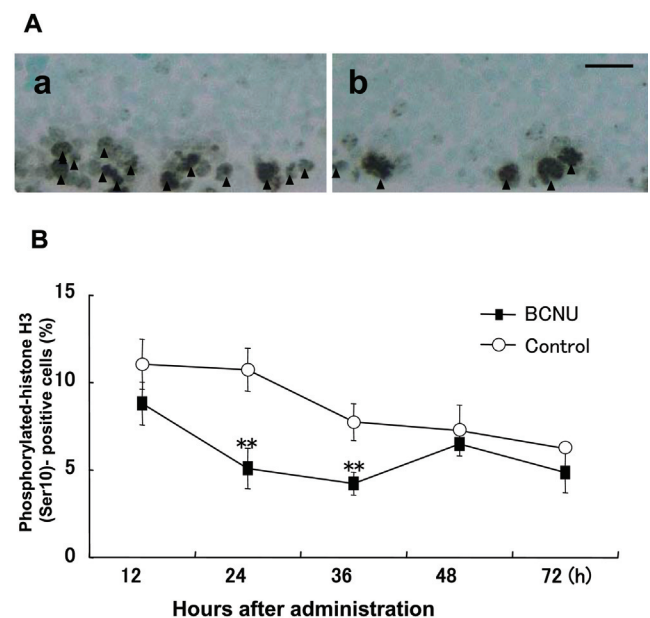 A
a
b
B
Phosphorylated-histone H3
(Ser10)- positive cells (%)
15
10
5
0
BCNU
Control
**
**
12 24 36 48 72 (h)
Hours after administration